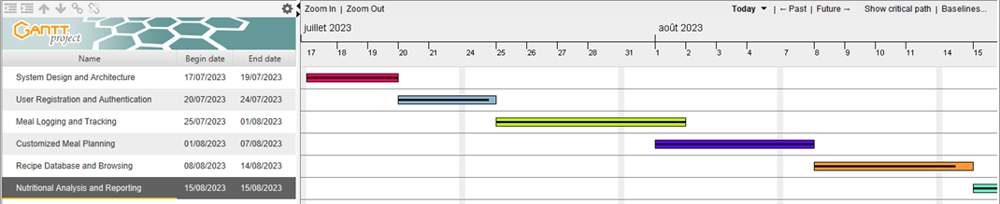 Zoom In | Zoom Out Today ▼ | ←Past | Future→ Show critical path | Baselines...
juillet 2023 août 2023
GANTT project
Name Begin date End date 17 18 19 20 21 24 25 26 27 28 31 1 2 3 4 7 8 9 10 11 14 15
System Design and Architecture 17/07/2023 19/07/2023
User Registration and Authentication 20/07/2023 24/07/2023
Meal Logging and Tracking 25/07/2023 01/08/2023
Customized Meal Planning 01/08/2023 07/08/2023
Recipe Database and Browsing 08/08/2023 14/08/2023
Nutritional Analysis and Reporting 15/08/2023 15/08/2023